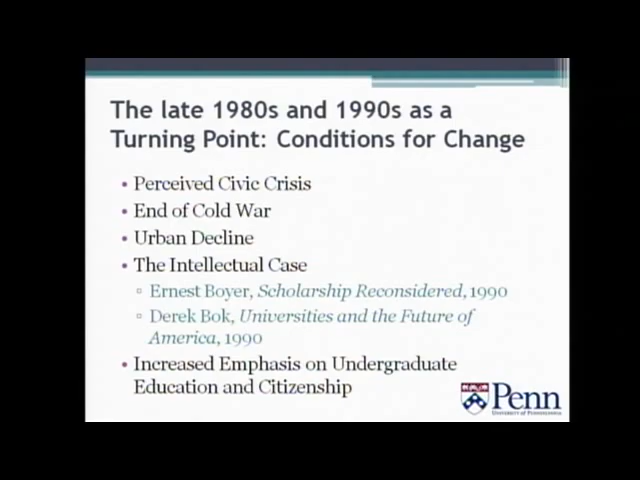 The late 1980s and 1990s as a
Turning Point: Conditions for Change
• Perceived Civic Crisis
• End of Cold War
• Urban Decline
• The Intellectual Case
▫ Ernest Boyer, Scholarship Reconsidered, 1990
▫ Derek Bok, Universities and the Future of
America, 1990
• Increased Emphasis on Undergraduate
Education and Citizenship
Penn
University of Pennsylvania